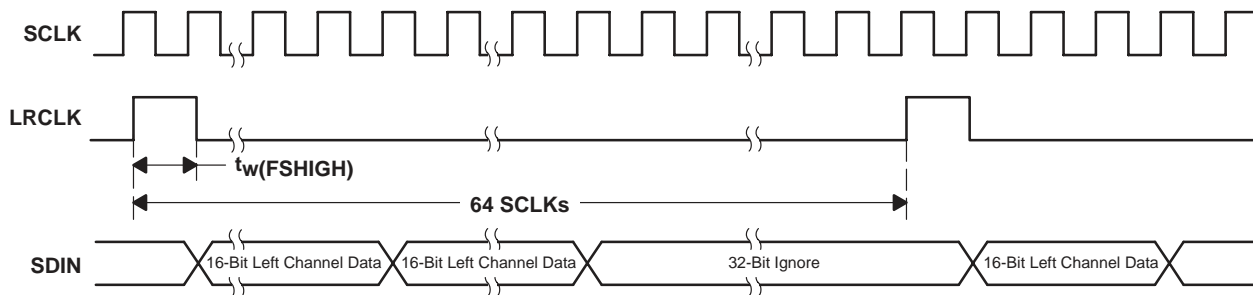 SCLK
LRCLK
tw(FSHIGH)
64 SCLKs
SDIN
16-Bit Left Channel Data
16-Bit Left Channel Data
32-Bit Ignore
16-Bit Left Channel Data